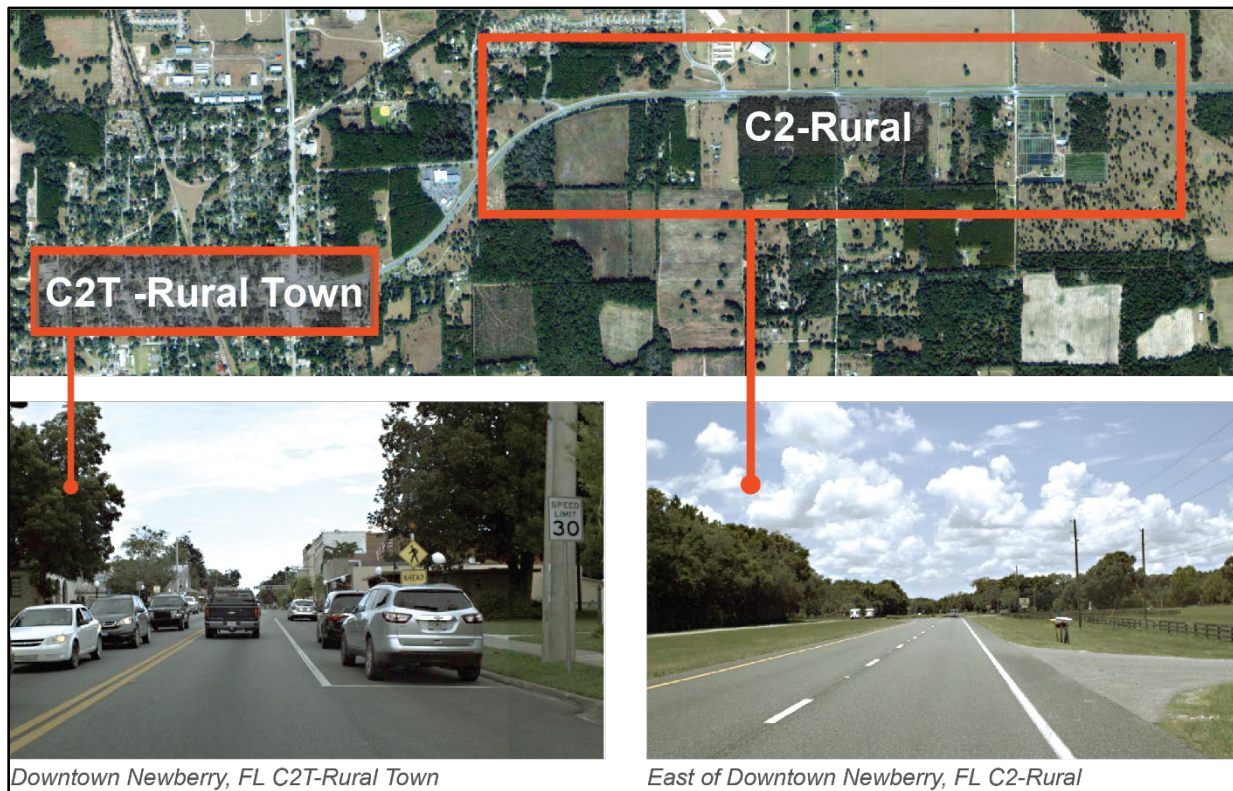 C2-Rural
C2T -Rural Town
SPEED
LIMIT
30
AHEAD
Downtown Newberry, FL C2T-Rural Town
East of Downtown Newberry, FL C2-Rural